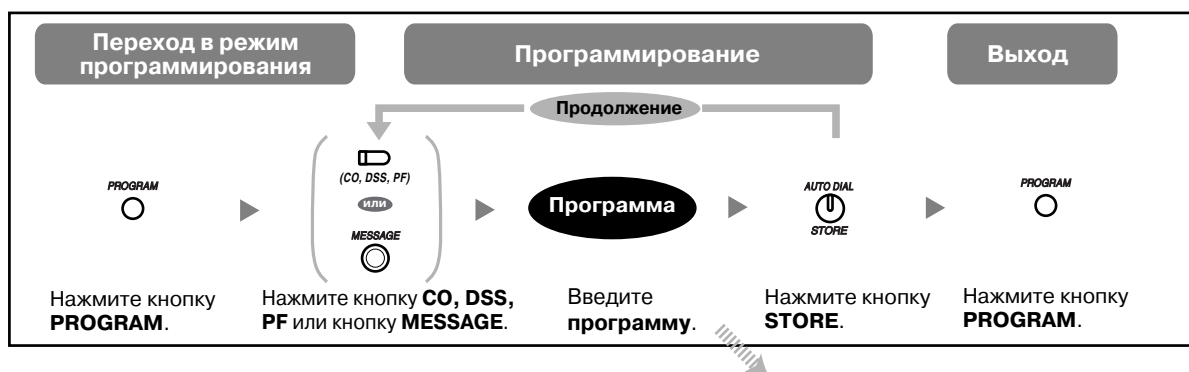 Переход в режим
программирования
Программирование
Выход
Продолжение
PROGRAM
(CO, DSS, PF)
или
MESSAGE
Программа
AUTO DIAL
STORE
PROGRAM
Нажмите кнопку
PROGRAM.
Нажмите кнопку CO, DSS,
PF или кнопку MESSAGE.
Введите
программу.
Нажмите кнопку
STORE.
Нажмите кнопку
PROGRAM.